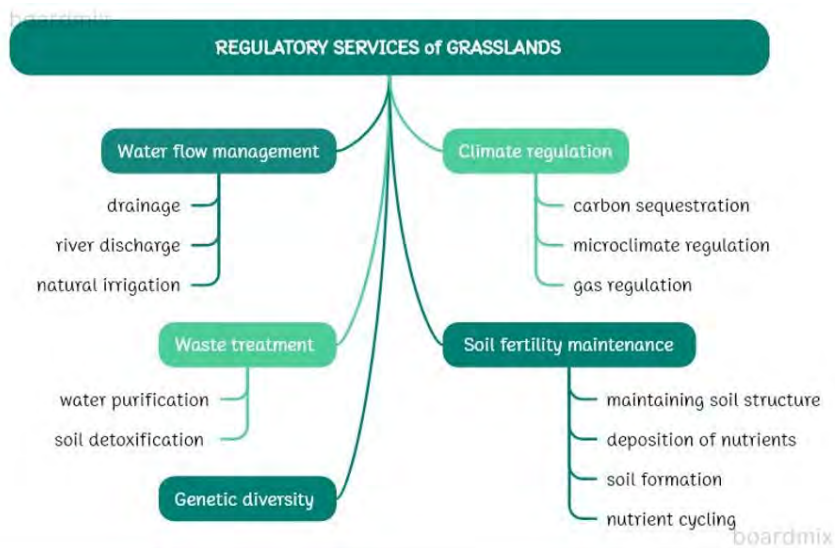 boardmix
REGULATORY SERVICES of GRASSLANDS
Water flow management
drainage
river discharge
natural irrigation
Climate regulation
carbon sequestration
microclimate regulation
gas regulation
Waste treatment
water purification
soil detoxification
Soil fertility maintenance
maintaining soil structure
deposition of nutrients
soil formation
nutrient cycling
Genetic diversity
boardmix